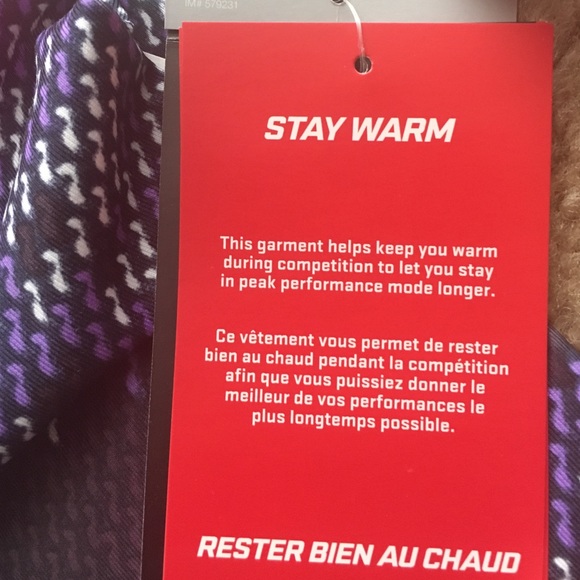 IM# 579231
STAY WARM
This garment helps keep you warm
during competition to let you stay
in peak performance mode longer.
Ce vêtement vous permet de rester
bien au chaud pendant la compétition
afin que vous puissiez donner le
meilleur de vos performances le
plus longtemps possible.
RESTER BIEN AU CHAUD